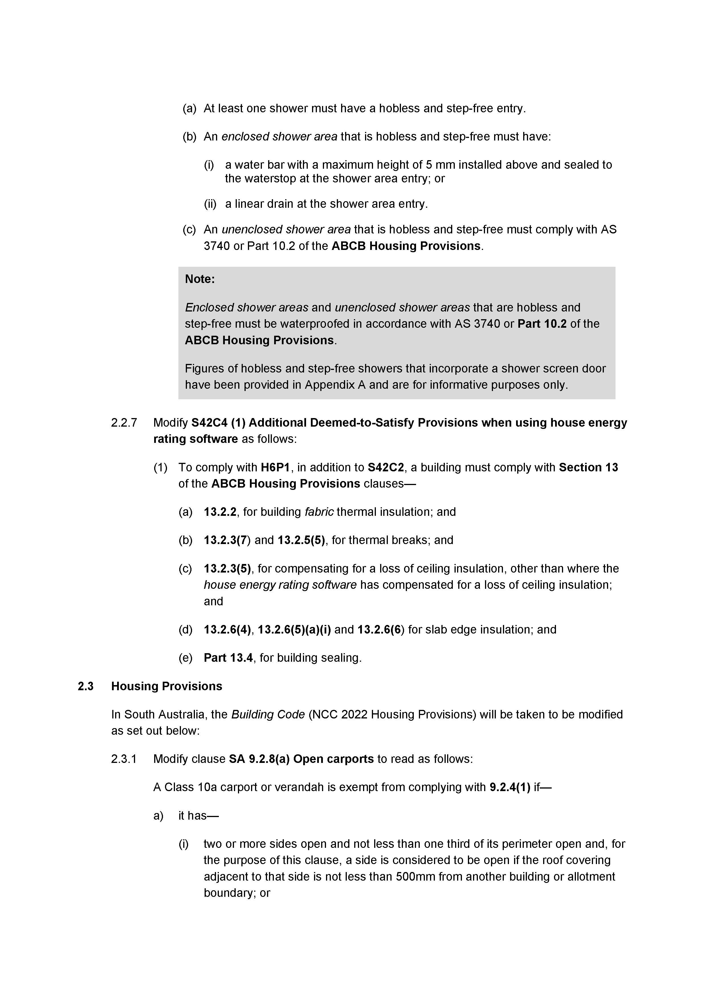 (a) At least one shower must have a hobless and step-free entry.
(b) An enclosed shower area that is hobless and step-free must have:
(i) a water bar with a maximum height of 5 mm installed above and sealed to
the waterstop at the shower area entry; or
(ii) a linear drain at the shower area entry.
(c) An unenclosed shower area that is hobless and step-free must comply with AS
3740 or Part 10.2 of the ABCB Housing Provisions.
Note:
Enclosed shower areas and unenclosed shower areas that are hobless and
step-free must be waterproofed in accordance with AS 3740 or Part 10.2 of the
ABCB Housing Provisions.
Figures of hobless and step-free showers that incorporate a shower screen door
have been provided in Appendix A and are for informative purposes only.
2.2.7 Modify S42C4 (1) Additional Deemed-to-Satisfy Provisions when using house energy
rating software as follows:
(1) To comply with H6P1, in addition to S42C2, a building must comply with Section 13
of the ABCB Housing Provisions clauses—
(a) 13.2.2, for building fabric thermal insulation; and
(b) 13.2.3(7) and 13.2.5(5), for thermal breaks; and
(c) 13.2.3(5), for compensating for a loss of ceiling insulation, other than where the
house energy rating software has compensated for a loss of ceiling insulation;
and
(d) 13.2.6(4), 13.2.6(5)(a)(i) and 13.2.6(6) for slab edge insulation; and
(e) Part 13.4, for building sealing.
2.3 Housing Provisions
In South Australia, the Building Code (NCC 2022 Housing Provisions) will be taken to be modified
as set out below:
2.3.1 Modify clause SA 9.2.8(a) Open carports to read as follows:
A Class 10a carport or verandah is exempt from complying with 9.2.4(1) if—
a) it has—
(i) two or more sides open and not less than one third of its perimeter open and, for
the purpose of this clause, a side is considered to be open if the roof covering
adjacent to that side is not less than 500mm from another building or allotment
boundary; or